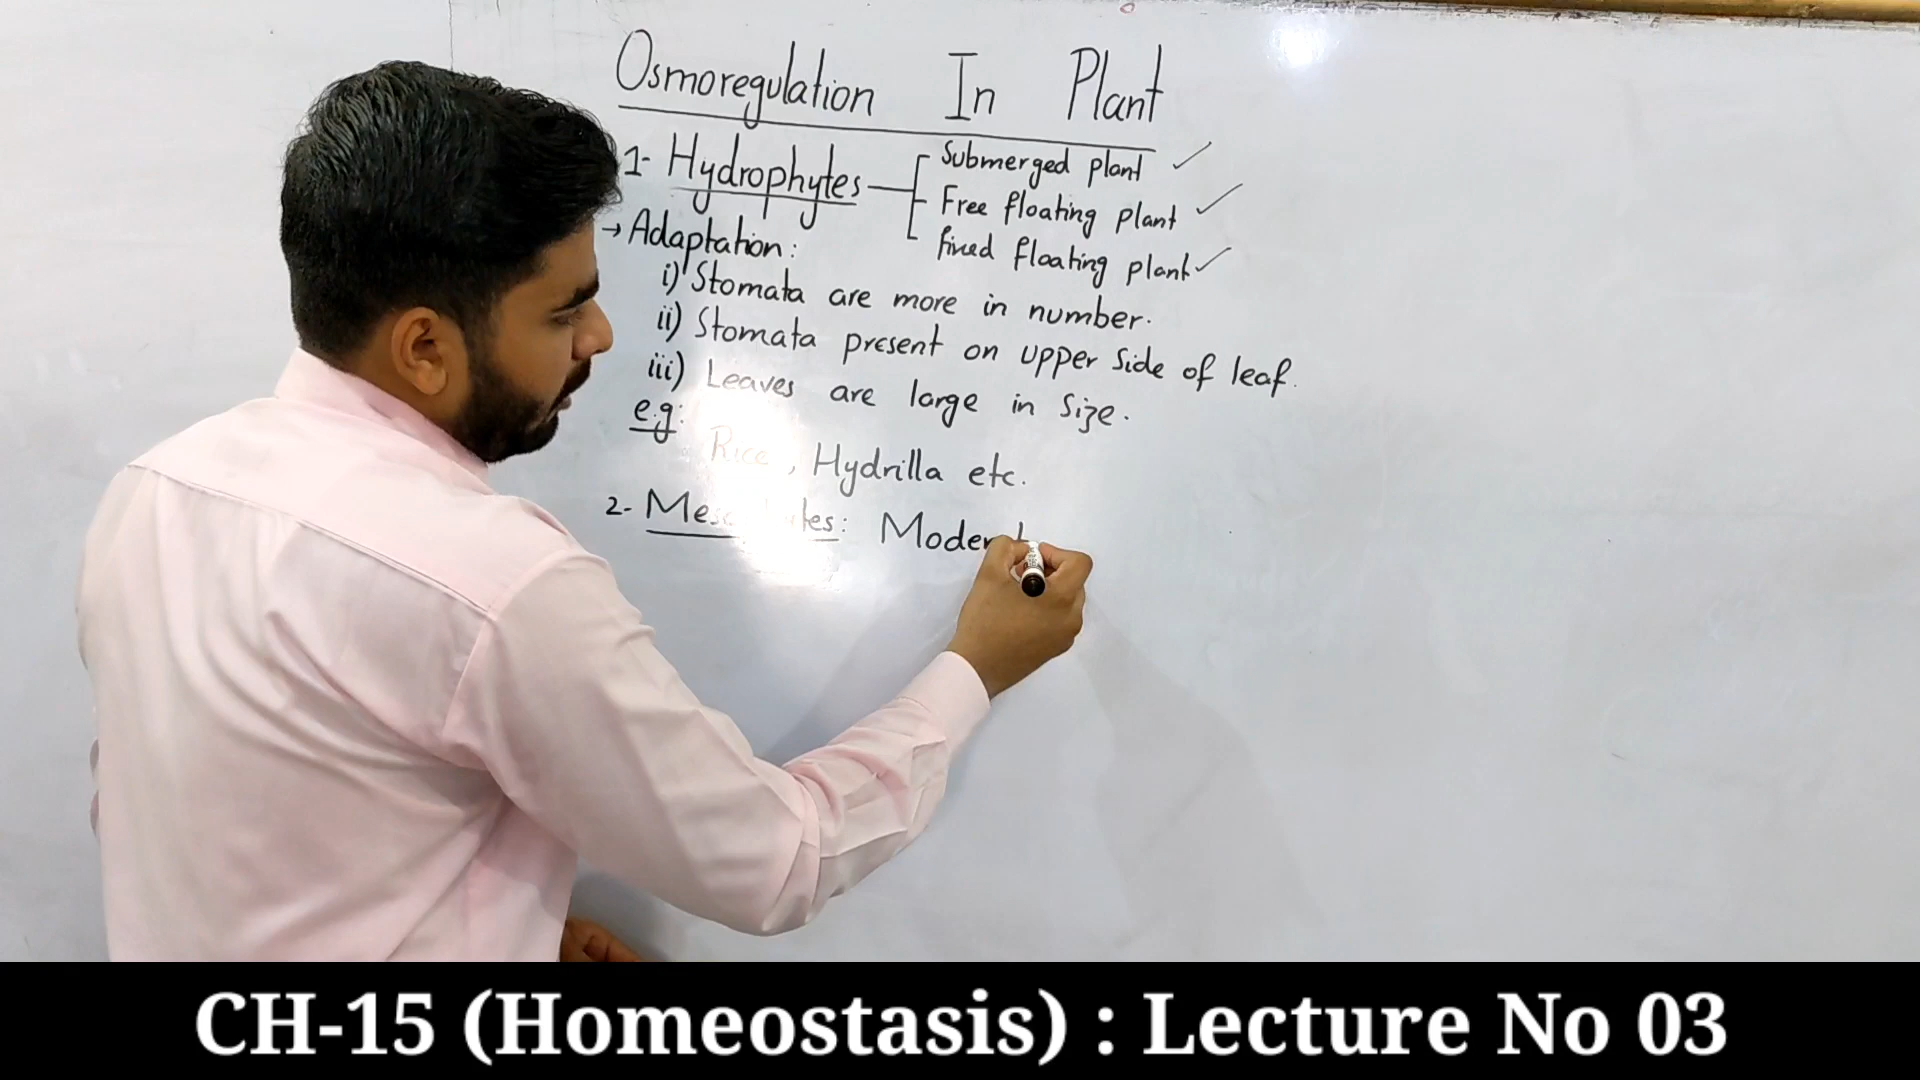 Osmoregulation In Plant
1- Hydrophytes
Submerged plant
Free floating plant
fixed floating plant
→ Adaptation:
i) Stomata are more in number.
ii) Stomata present on upper side of leaf.
iii) Leaves are large in size.
e.g:
Rice, Hydrilla etc.
2- : Moder
CH-15 (Homeostasis) : Lecture No 03